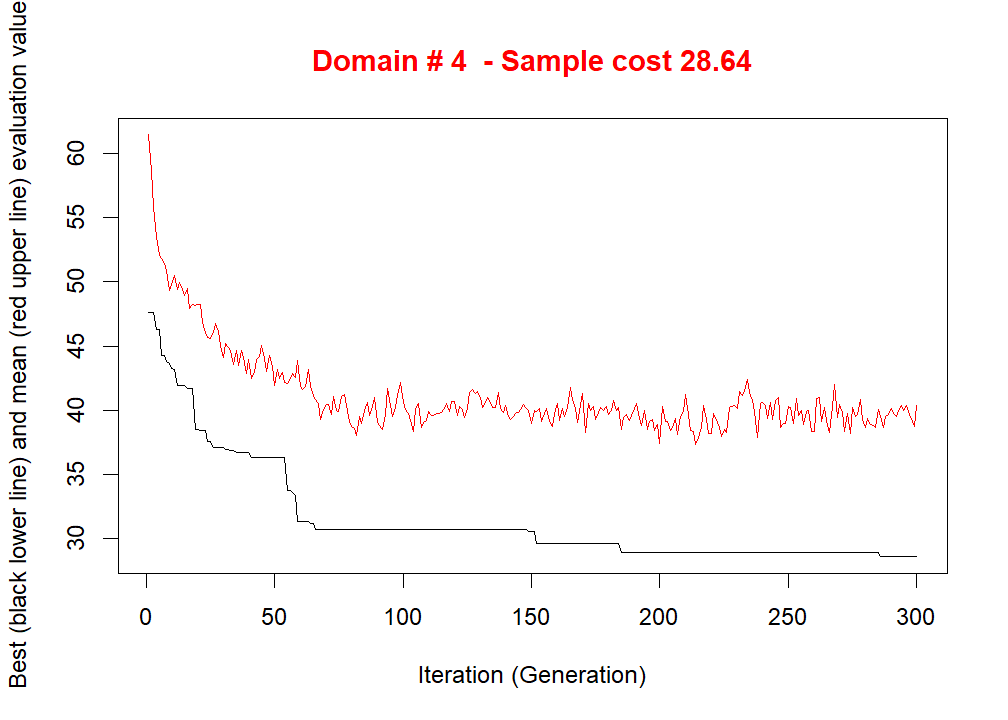 Domain # 4  - Sample cost 28.64
Best (black lower line) and mean (red upper line) evaluation value
60
55
50
45
40
35
30
0 50 100 150 200 250 300
Iteration (Generation)